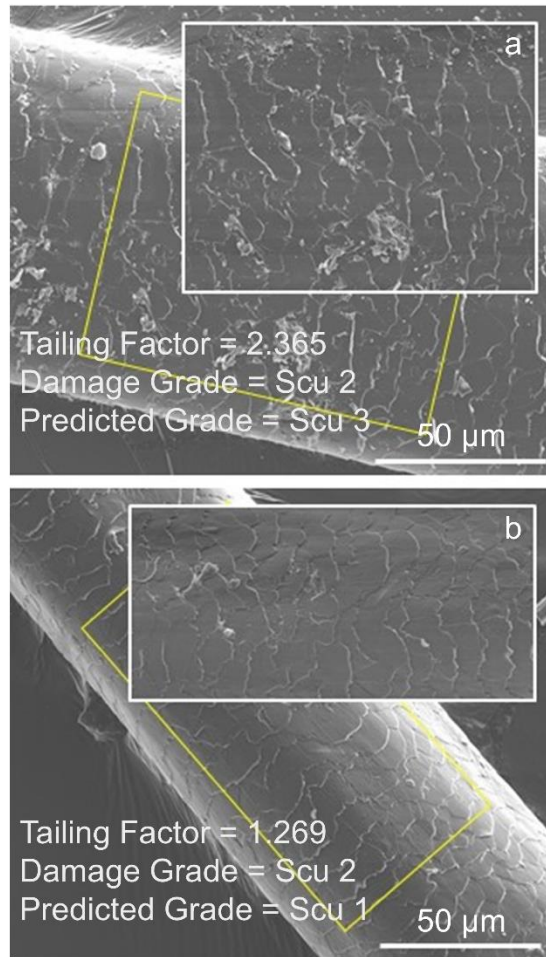 a
Tailing Factor = 2.365
Damage Grade = Scu 2
Predicted Grade = Scu 3
50 µm
b
Tailing Factor = 1.269
Damage Grade = Scu 2
Predicted Grade = Scu 1
50 µm